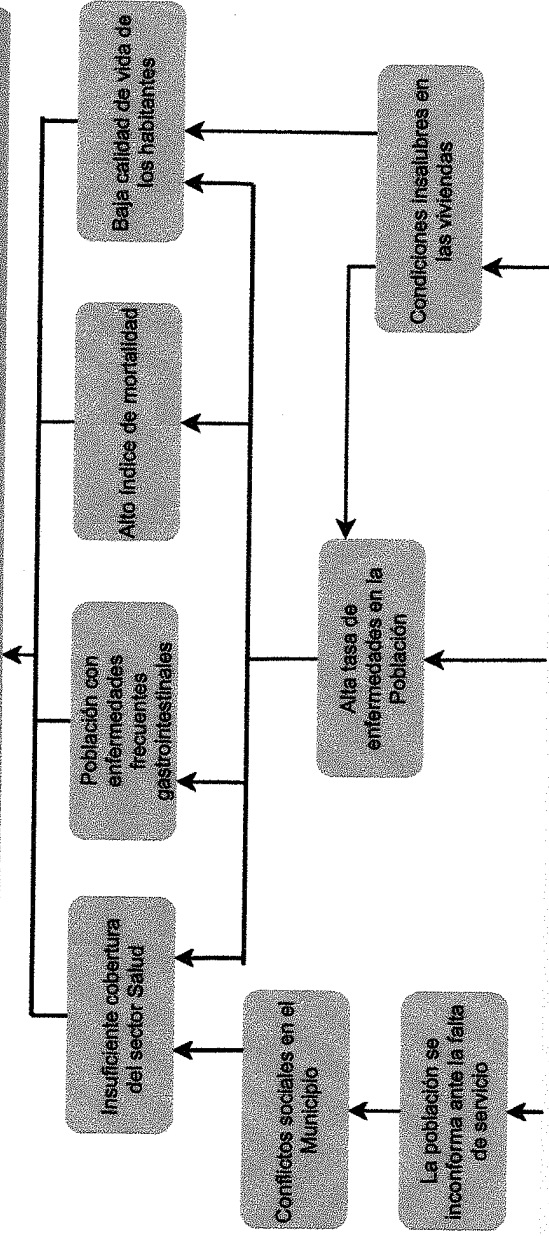 Insuficiente cobertura
del sector Salud
Población con
enfermedades
frecuentes
gastrointestinales
Alto índice de mortalidad
Baja calidad de vida de
los habitantes
Conflictos sociales en el
Municipio
Alta tasa de
enfermedades en la
Población
Condiciones insalubres en
las viviendas
La población se
inconforma ante la falta
de servicio